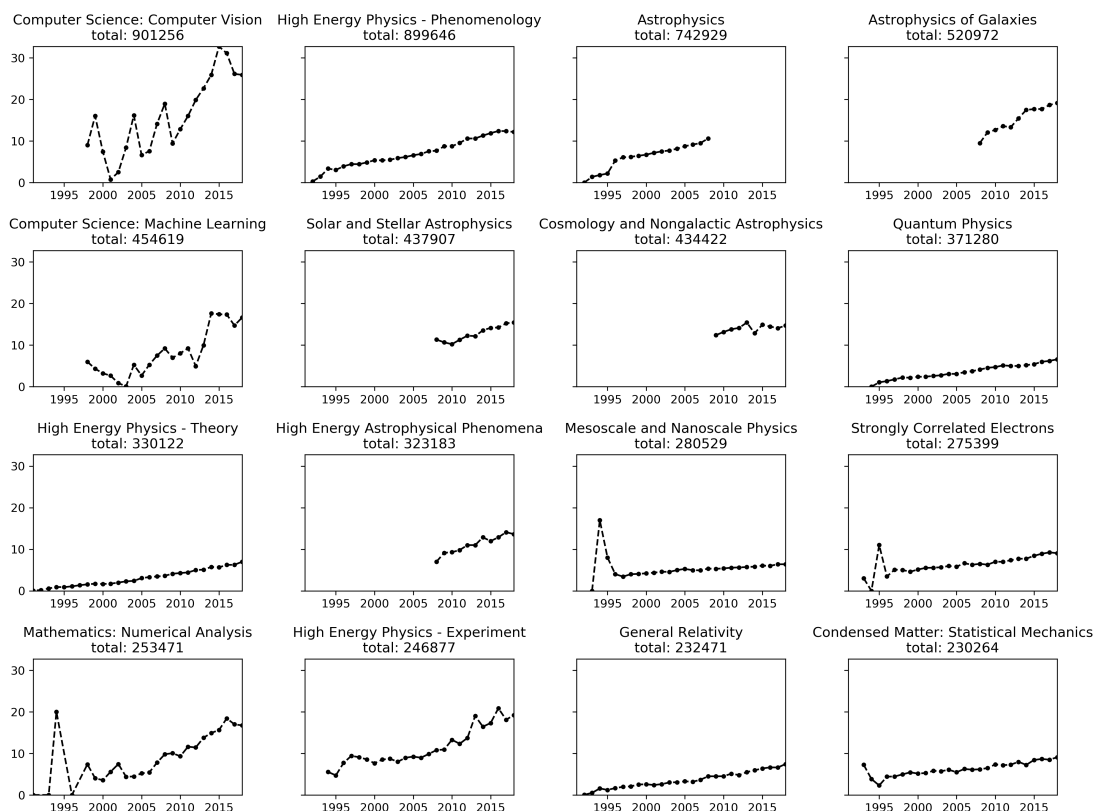 Computer Science: Computer Vision
total: 901256
High Energy Physics - Phenomenology
total: 899646
Astrophysics
total: 742929
Astrophysics of Galaxies
total: 520972
30
20
10
0
1995 2000 2005 2010 2015
1995 2000 2005 2010 2015
1995 2000 2005 2010 2015
1995 2000 2005 2010 2015
Computer Science: Machine Learning
total: 454619
Solar and Stellar Astrophysics
total: 437907
Cosmology and Nongalactic Astrophysics
total: 434422
Quantum Physics
total: 371280
30
20
10
0
1995 2000 2005 2010 2015
1995 2000 2005 2010 2015
1995 2000 2005 2010 2015
1995 2000 2005 2010 2015
High Energy Physics - Theory
total: 330122
High Energy Astrophysical Phenomena
total: 323183
Mesoscale and Nanoscale Physics
total: 280529
Strongly Correlated Electrons
total: 275399
30
20
10
0
1995 2000 2005 2010 2015
1995 2000 2005 2010 2015
1995 2000 2005 2010 2015
1995 2000 2005 2010 2015
Mathematics: Numerical Analysis
total: 253471
High Energy Physics - Experiment
total: 246877
General Relativity
total: 232471
Condensed Matter: Statistical Mechanics
total: 230264
30
20
10
0
1995 2000 2005 2010 2015
1995 2000 2005 2010 2015
1995 2000 2005 2010 2015
1995 2000 2005 2010 2015